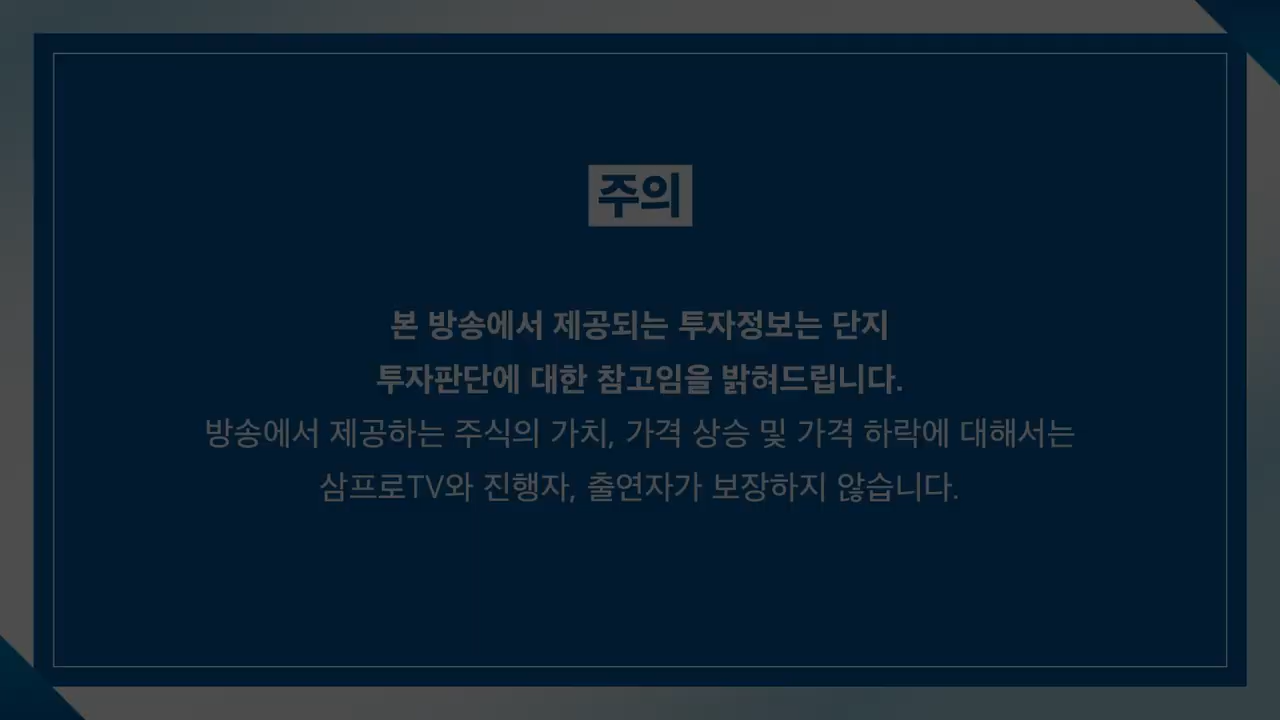 주의
본 방송에서 제공되는 투자정보는 단지
투자판단에 대한 참고임을 밝혀드립니다.
방송에서 제공하는 주식의 가치, 가격 상승 및 가격 하락에 대해서는
삼프로TV와 진행자, 출연자가 보장하지 않습니다.